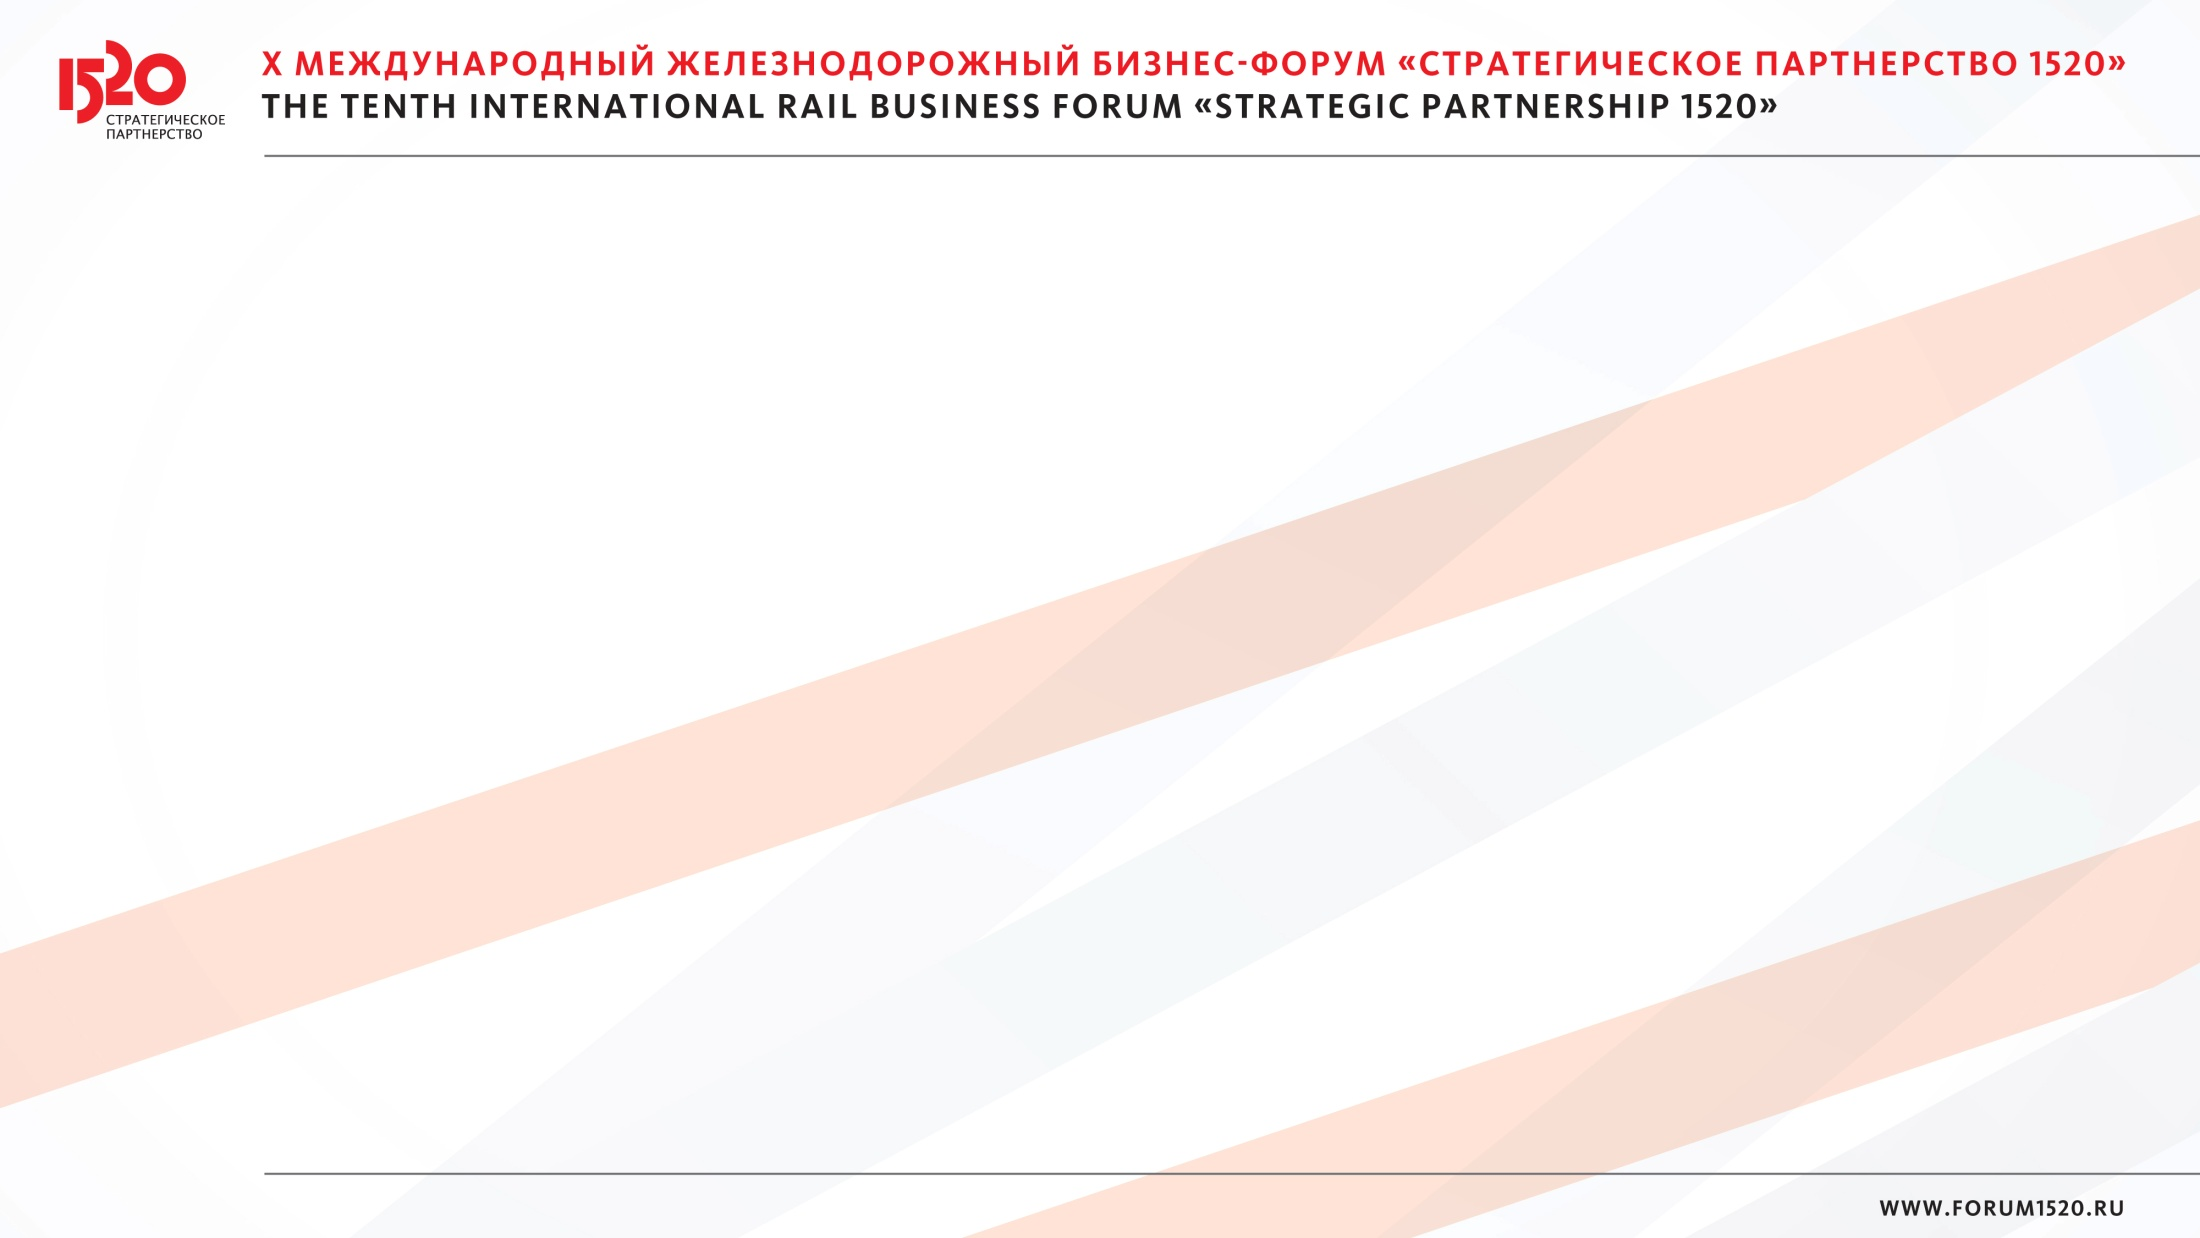 1520
СТРАТЕГИЧЕСКОЕ
ПАРТНЕРСТВО
X МЕЖДУНАРОДНЫЙ ЖЕЛЕЗНОДОРОЖНЫЙ БИЗНЕС-ФОРУМ «СТРАТЕГИЧЕСКОЕ ПАРТНЕРСТВО 1520»
THE TENTH INTERNATIONAL RAIL BUSINESS FORUM «STRATEGIC PARTNERSHIP 1520»
WWW.FORUM1520.RU